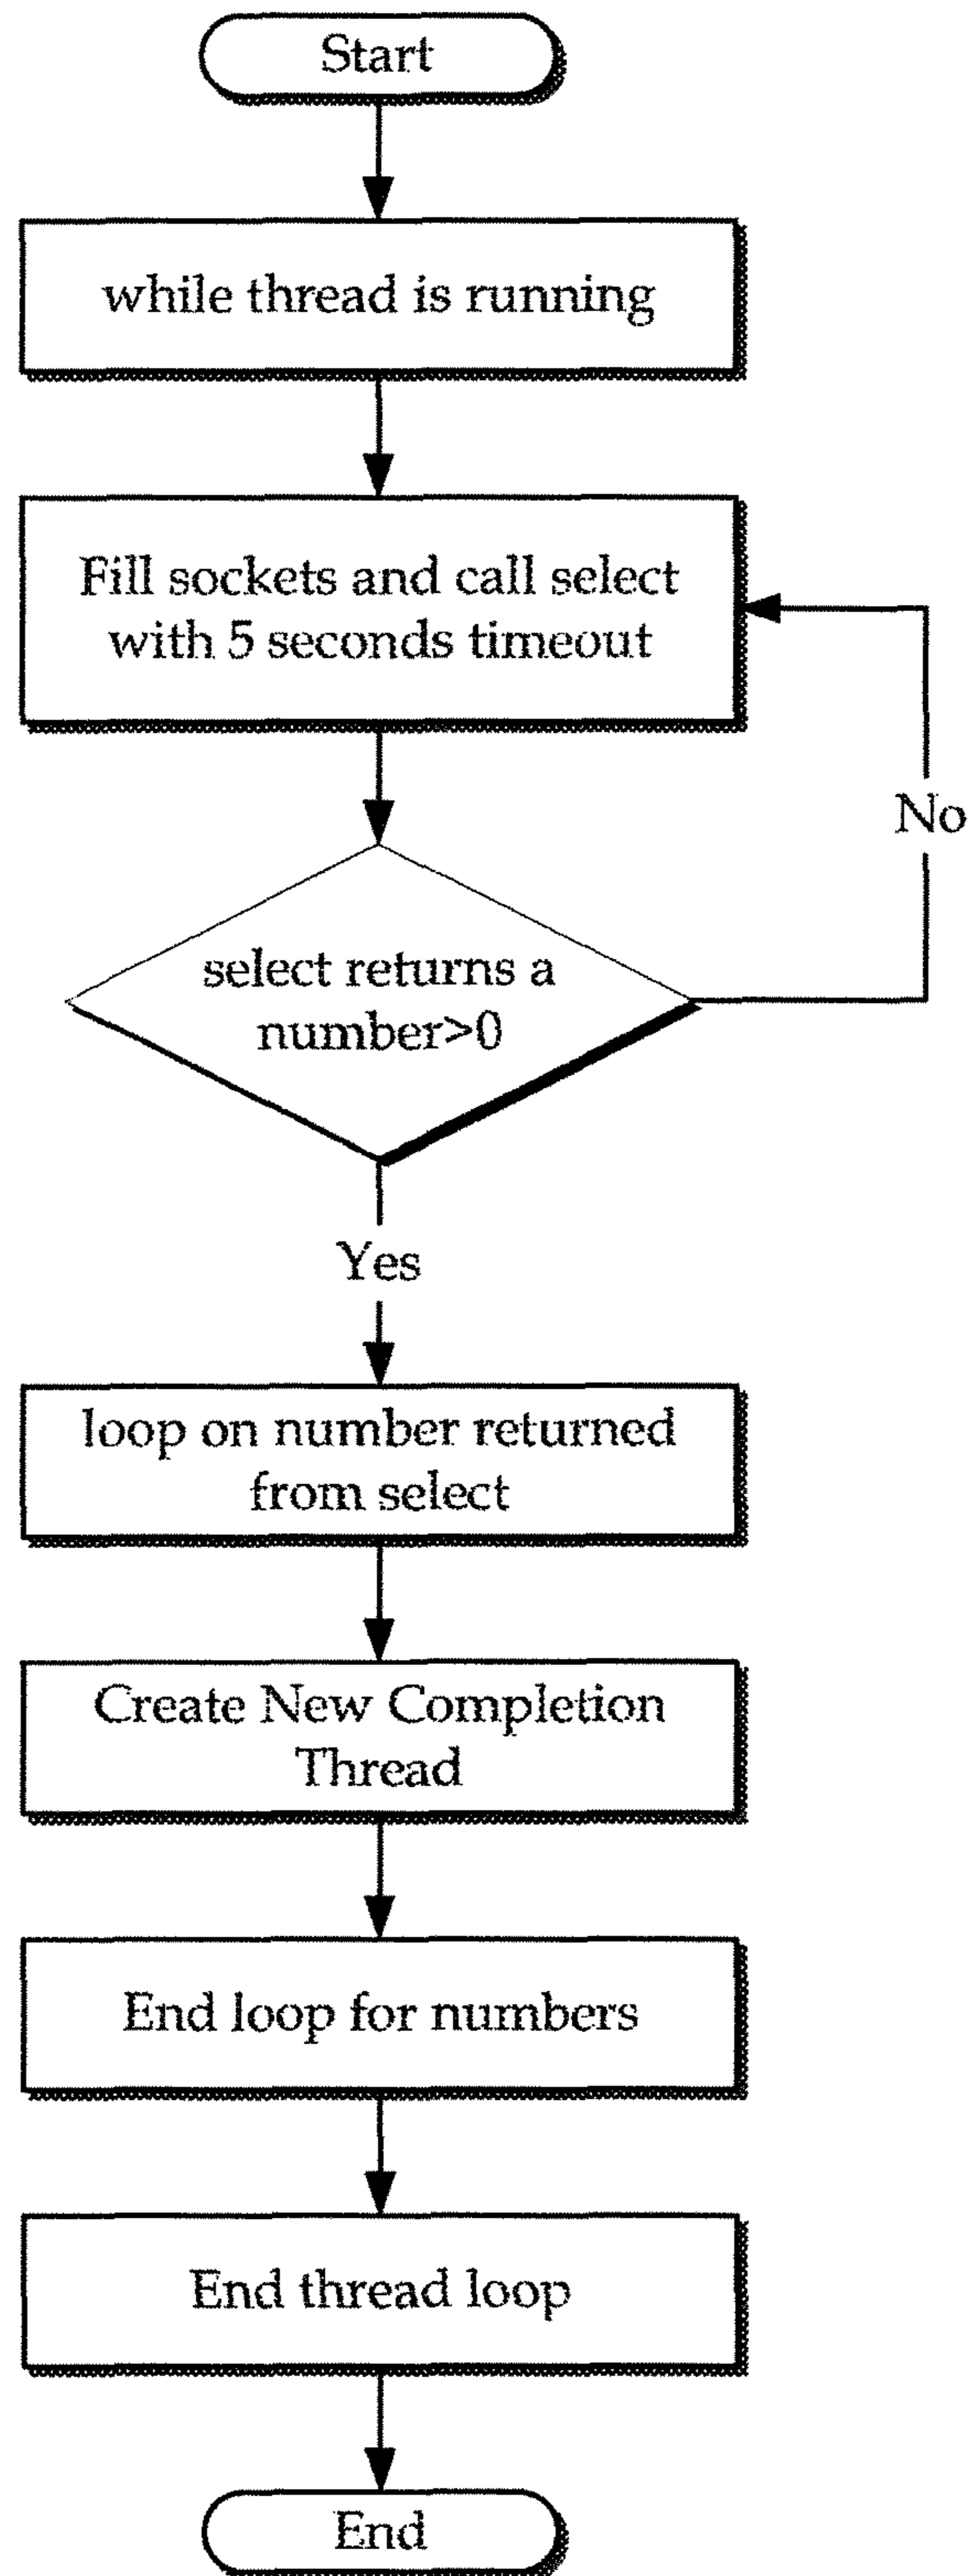 Start
while thread is running
Fill sockets and call select
with 5 seconds timeout
No
select returns a
number>0
Yes
loop on number returned
from select
Create New Completion
Thread
End loop for numbers
End thread loop
End